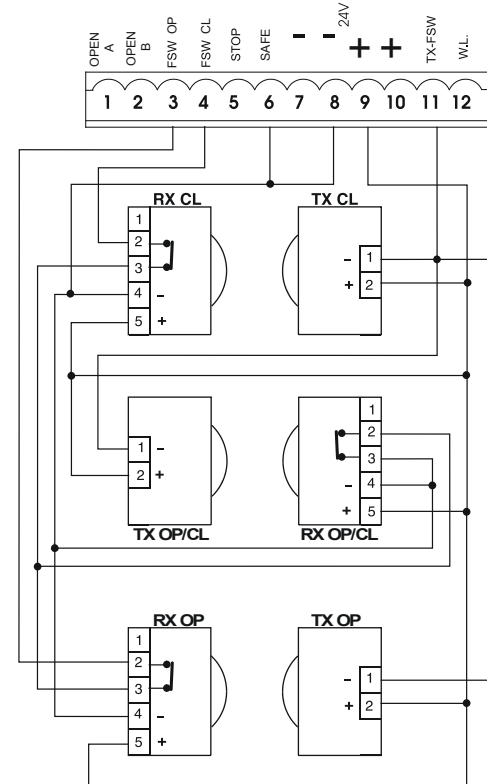 OPEN A
OPEN B
FSW OP
FSW CL
STOP
SAFE
-
-
24V
+
+
TX-FSW
W.L.
1 2 3 4 5 6 7 8 9 10 11 12
RX CL
1
2
3
4 -
5 +
TX CL
- 1
+ 2
1 -
2 +
TX OP/CL
1
2
3
- 4
+ 5
RX OP/CL
RX OP
1
2
3
4 -
5 +
TX OP
- 1
+ 2